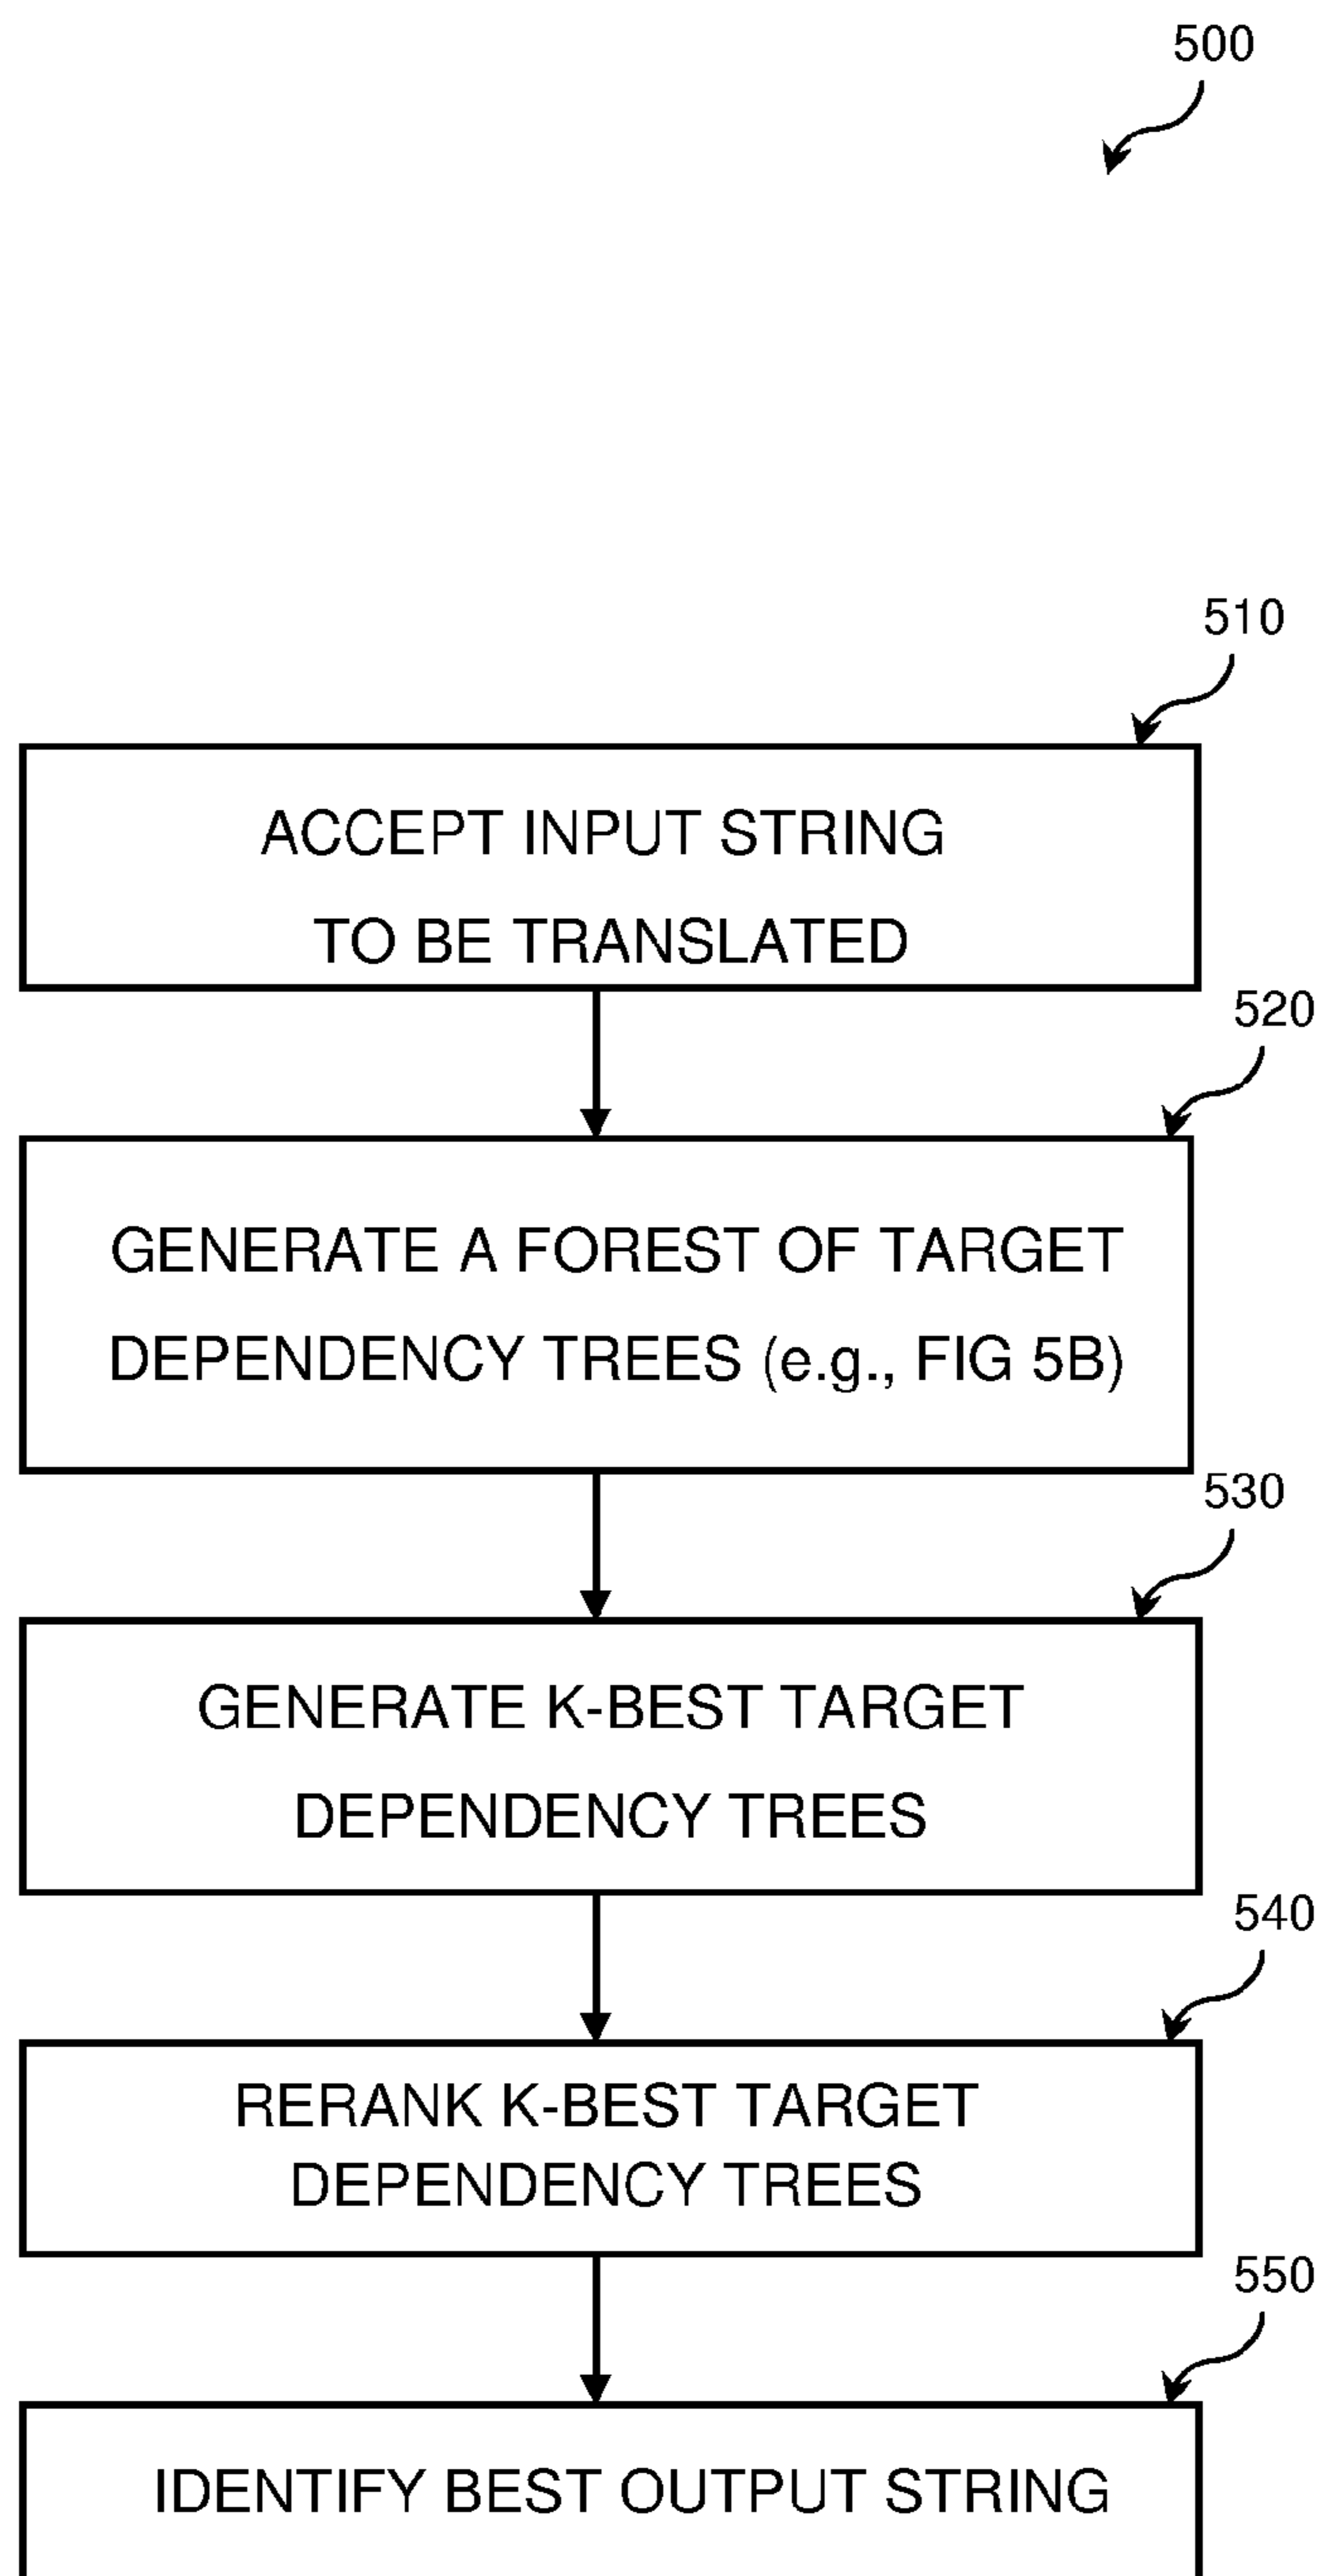 500
510
ACCEPT INPUT STRING
TO BE TRANSLATED
520
GENERATE A FOREST OF TARGET
DEPENDENCY TREES (e.g., FIG 5B)
530
GENERATE K-BEST TARGET
DEPENDENCY TREES
540
RERANK K-BEST TARGET
DEPENDENCY TREES
550
IDENTIFY BEST OUTPUT STRING